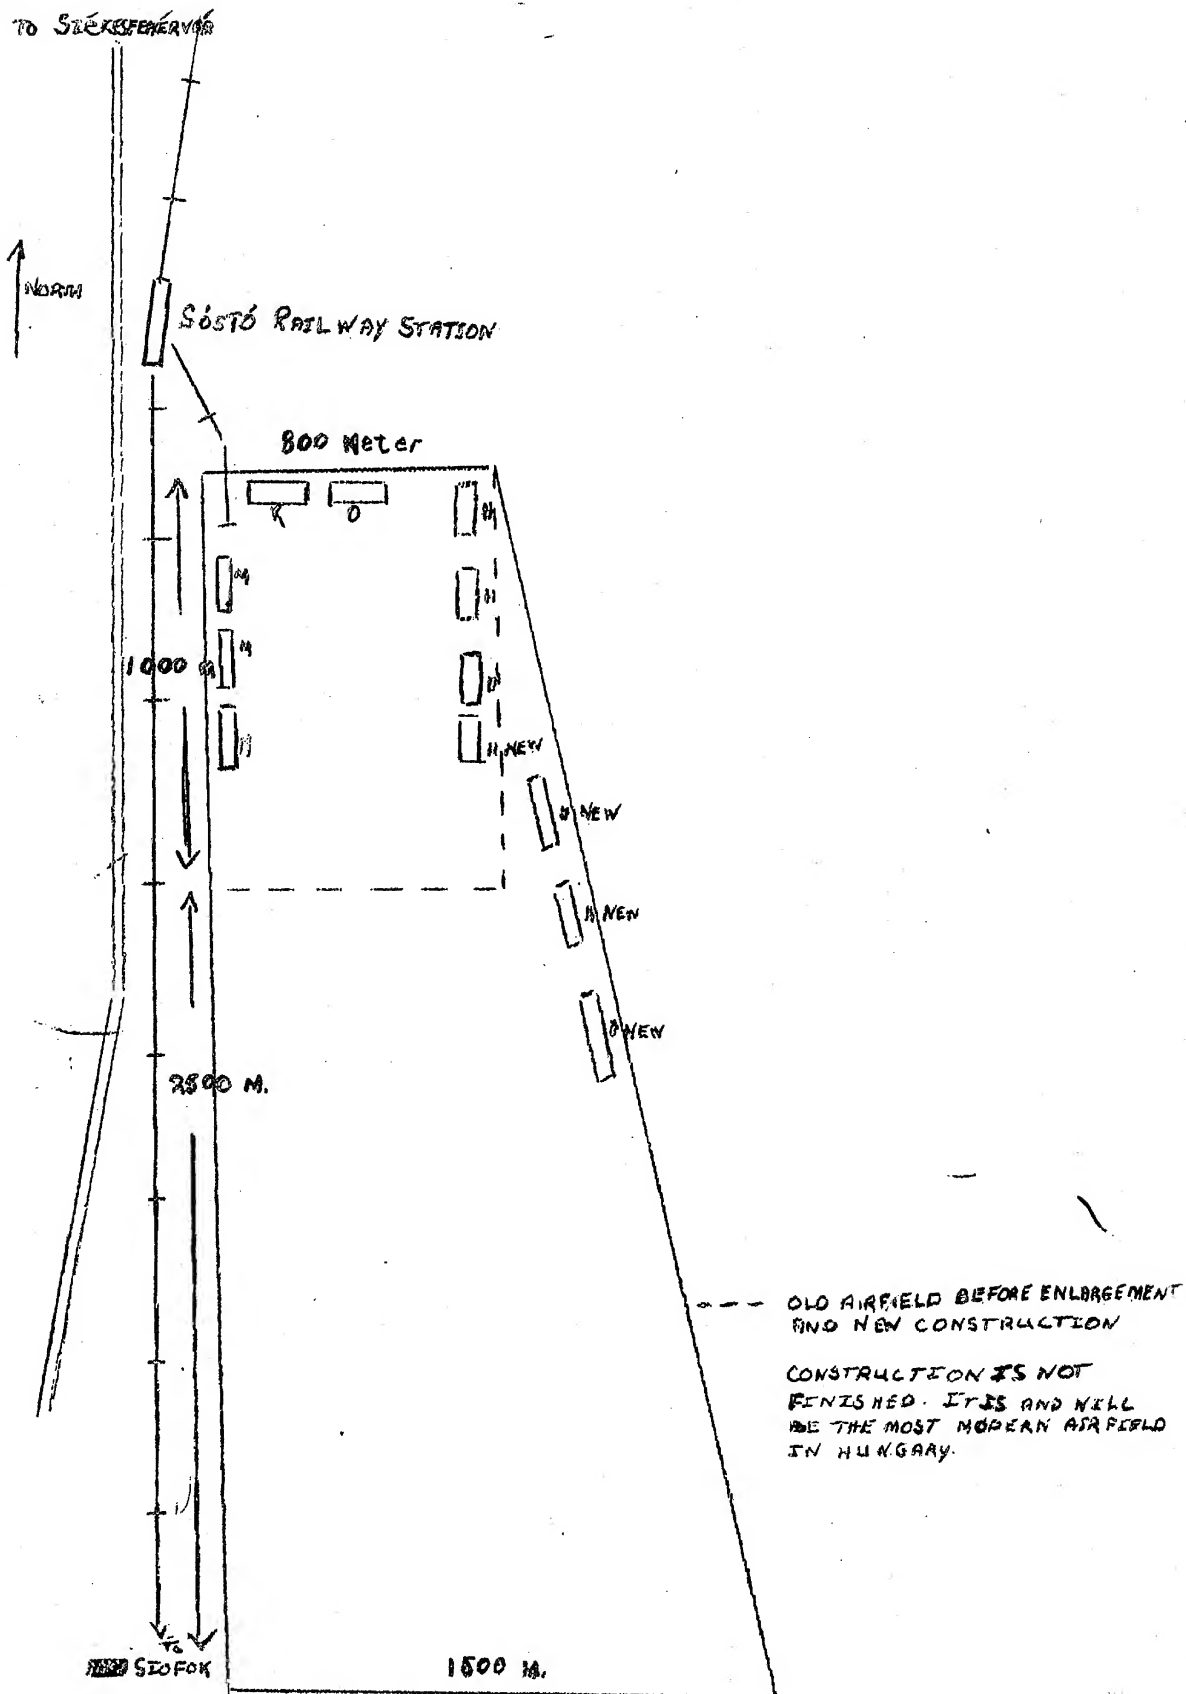 TO SZÉKESFEHÉRVÁR
NORTH
SÓSTÓ RAILWAY STATION
800 Meter
K
O
H
M
H
M
1000 M
H
H NEW
NEW
H NEW
NEW
2500 M.
OLD AIRFIELD BEFORE ENLARGEMENT
AND NEW CONSTRUCTION
CONSTRUCTION IS NOT
FINISHED. IT IS AND WILL
BE THE MOST MODERN AIRFIELD
IN HUNGARY.
TO
SIOFOK
1500 M.